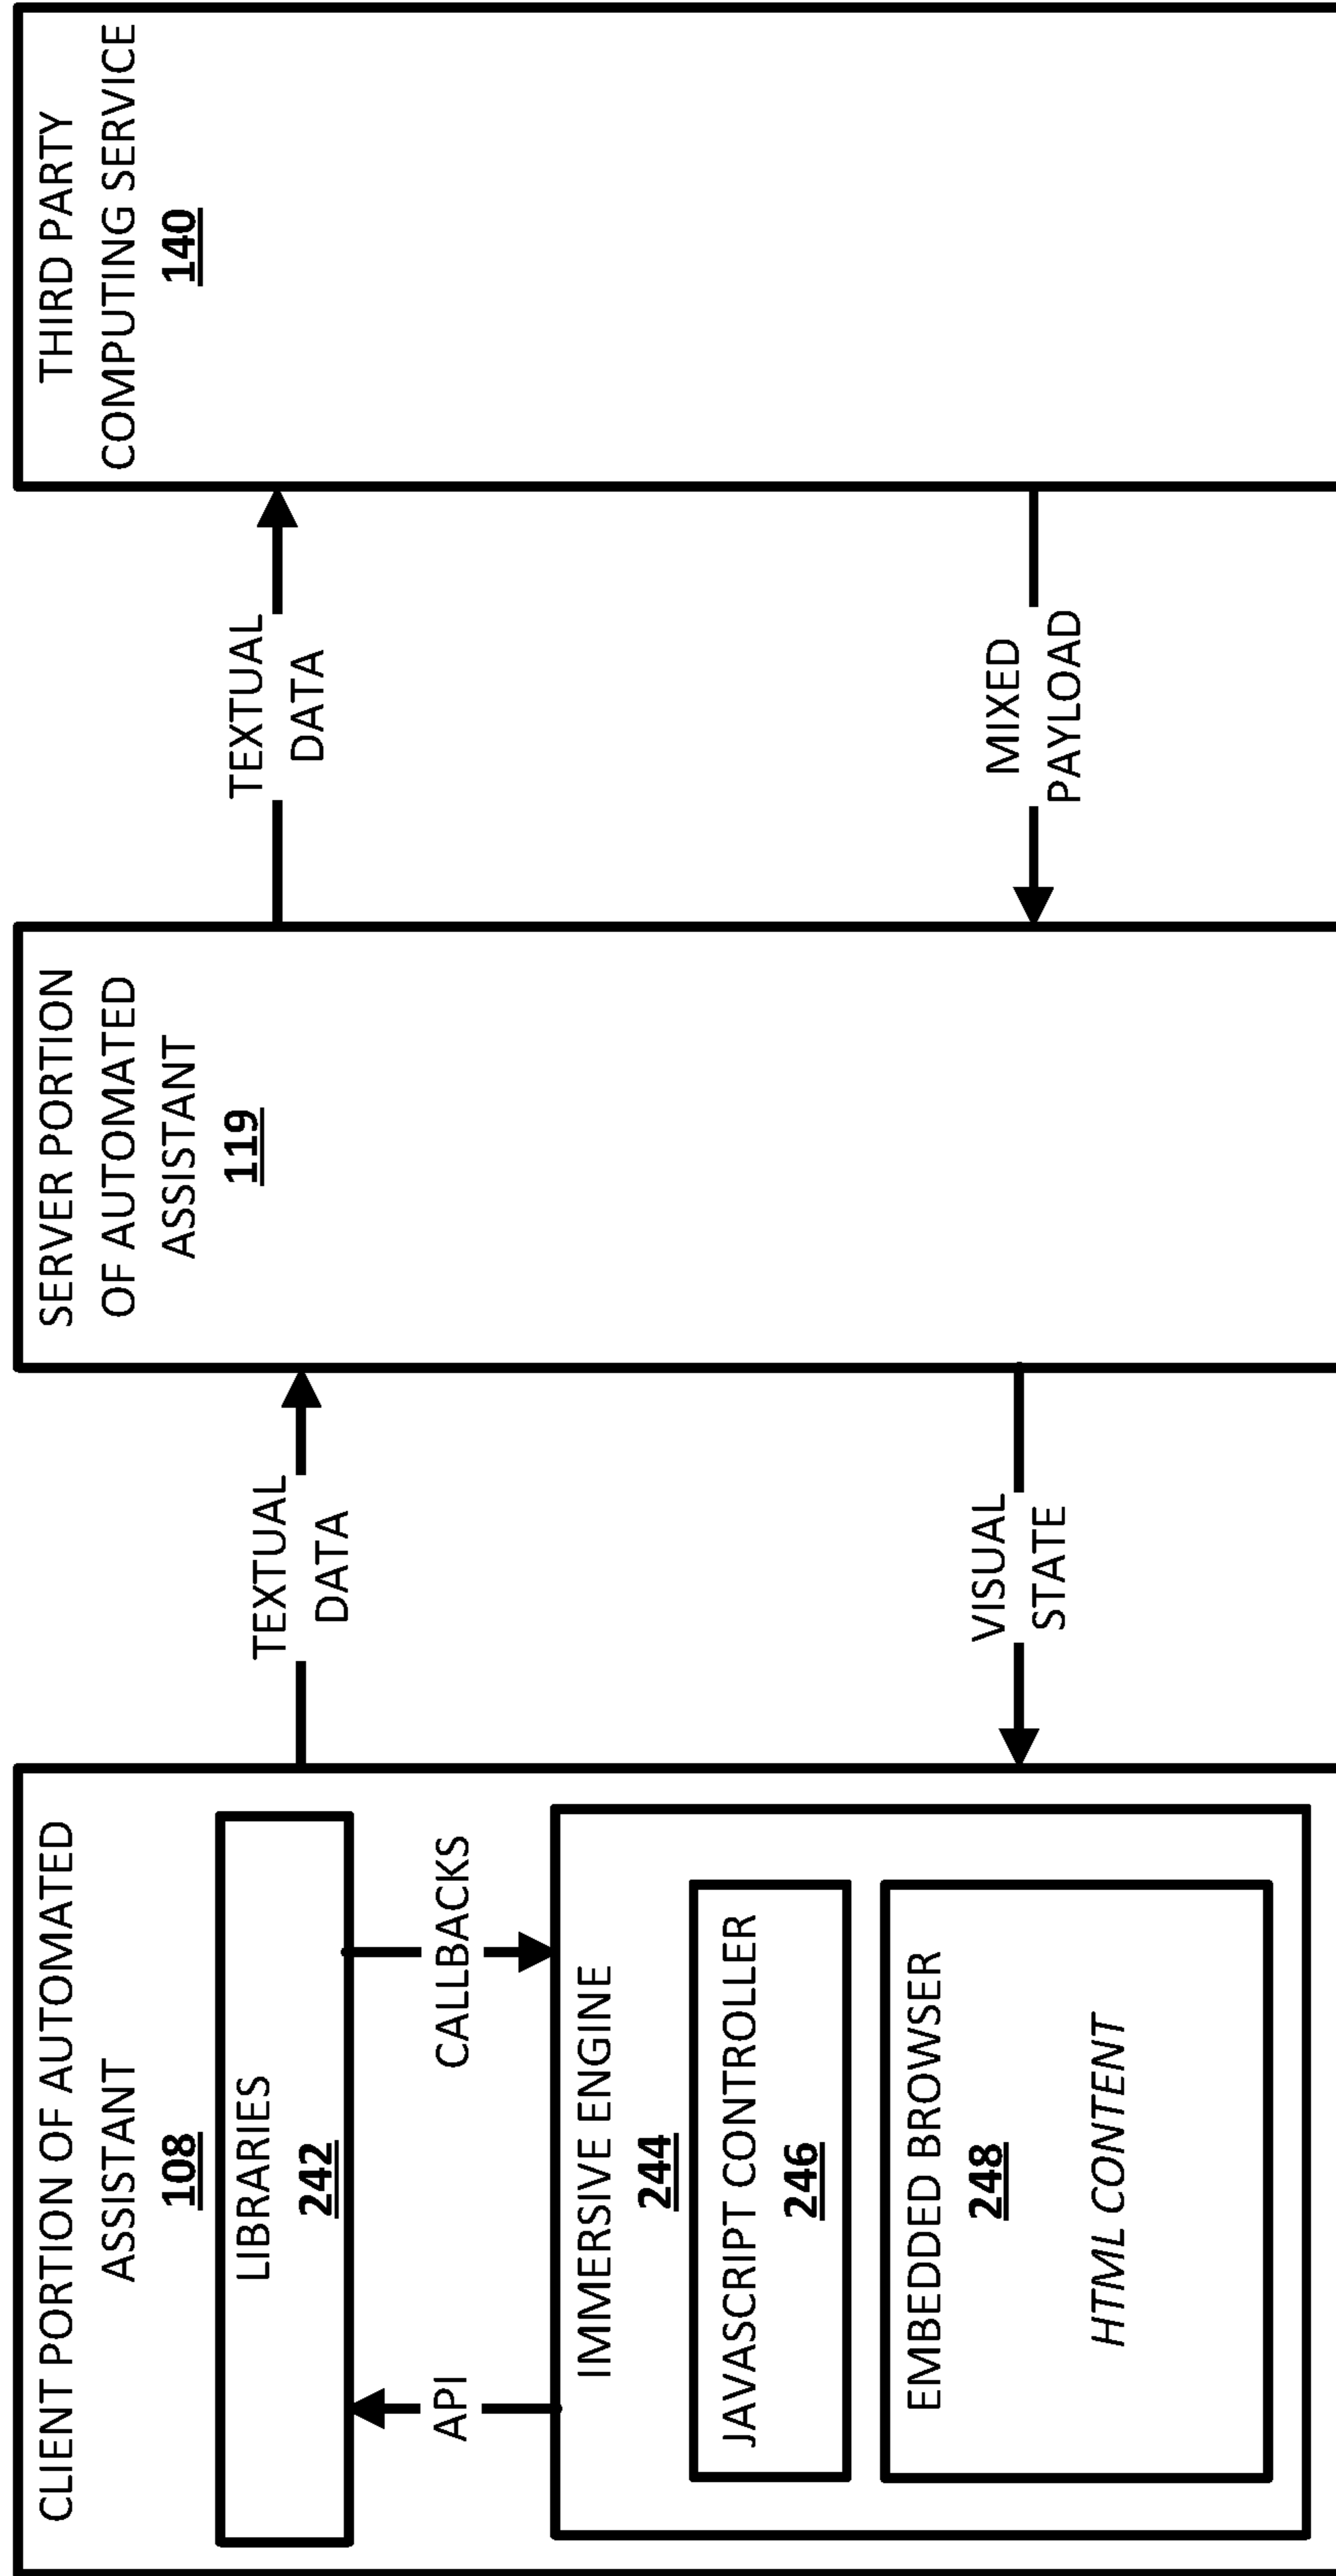 CLIENT PORTION OF AUTOMATED
ASSISTANT
108
LIBRARIES
242
API
CALLBACKS
IMMERSIVE ENGINE
244
JAVASCRIPT CONTROLLER
246
EMBEDDED BROWSER
248
HTML CONTENT
TEXTUAL
DATA
VISUAL
STATE
SERVER PORTION
OF AUTOMATED
ASSISTANT
119
TEXTUAL
DATA
MIXED
PAYLOAD
THIRD PARTY
COMPUTING SERVICE
140